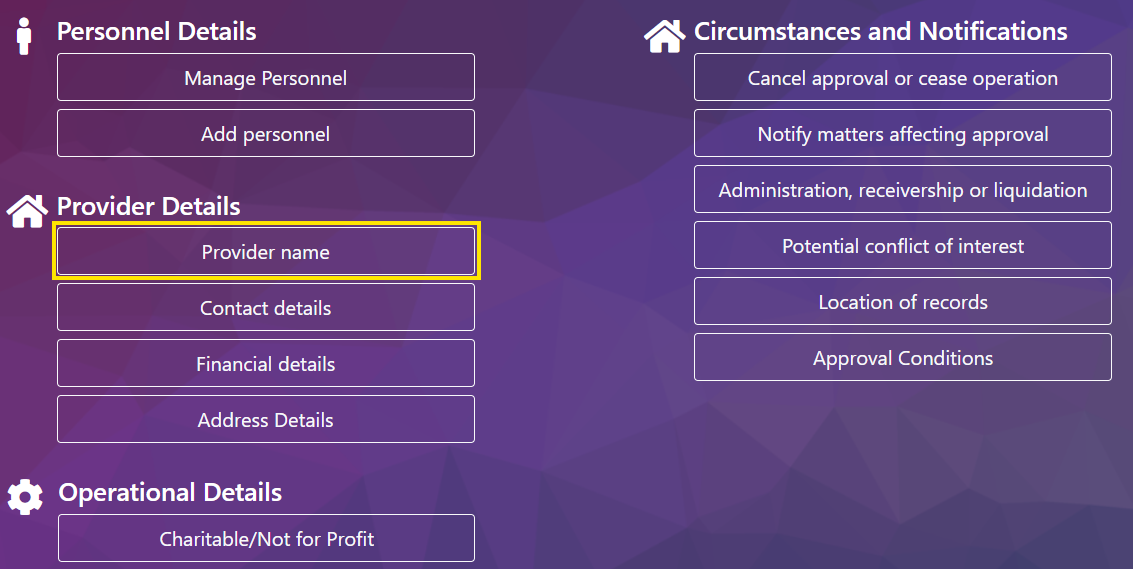 Personnel Details
Manage Personnel
Add personnel
Provider Details
Provider name
Contact details
Financial details
Address Details
Operational Details
Charitable/Not for Profit
Circumstances and Notifications
Cancel approval or cease operation
Notify matters affecting approval
Administration, receivership or liquidation
Potential conflict of interest
Location of records
Approval Conditions